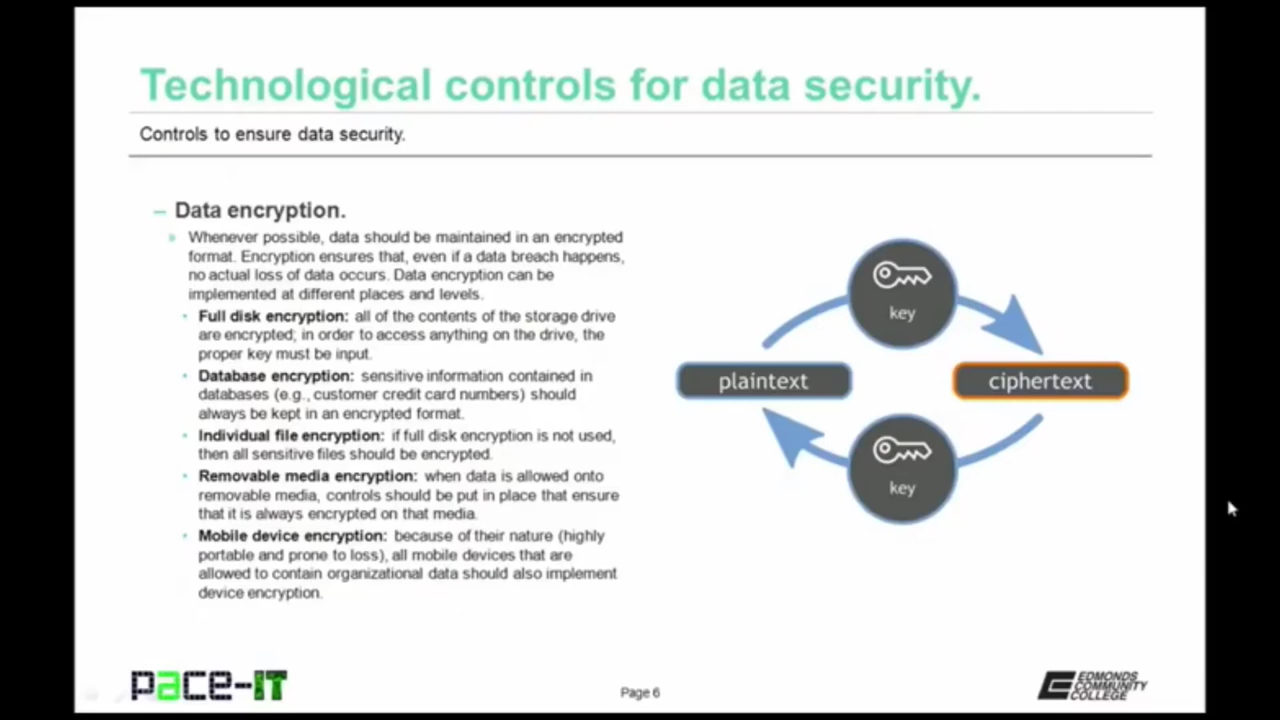 Technological controls for data security.
Controls to ensure data security.
– Data encryption.
» Whenever possible, data should be maintained in an encrypted
format. Encryption ensures that, even if a data breach happens,
no actual loss of data occurs. Data encryption can be
implemented at different places and levels.
• Full disk encryption: all of the contents of the storage drive
are encrypted; in order to access anything on the drive, the
proper key must be input.
• Database encryption: sensitive information contained in
databases (e.g., customer credit card numbers) should
always be kept in an encrypted format.
• Individual file encryption: if full disk encryption is not used,
then all sensitive files should be encrypted.
• Removable media encryption: when data is allowed onto
removable media, controls should be put in place that ensure
that it is always encrypted on that media.
• Mobile device encryption: because of their nature (highly
portable and prone to loss), all mobile devices that are
allowed to contain organizational data should also implement
device encryption.
key
plaintext
ciphertext
key
pace-IT
Page 6
EDMONDS
COMMUNITY
COLLEGE